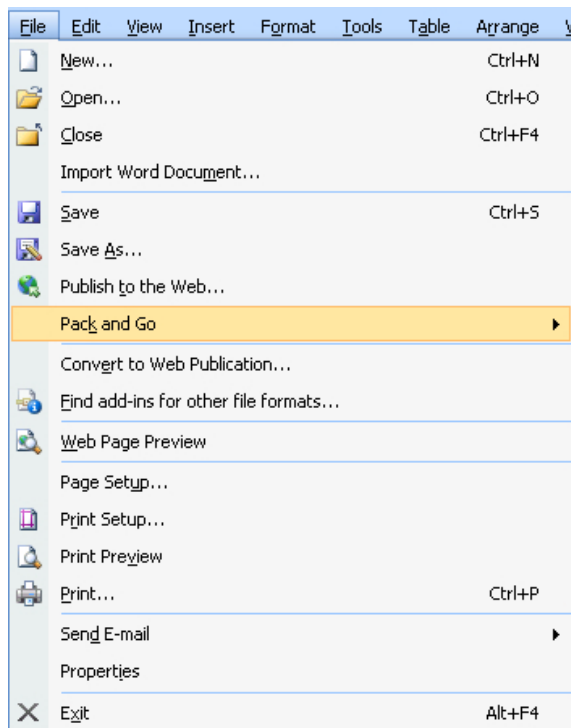 File Edit View Insert Format Tools Table Arrange
New... Ctrl+N
Open... Ctrl+O
Close Ctrl+F4
Import Word Document...
Save Ctrl+S
Save As...
Publish to the Web...
Pack and Go
Convert to Web Publication...
Find add-ins for other file formats...
Web Page Preview
Page Setup...
Print Setup...
Print Preview
Print... Ctrl+P
Send E-mail
Properties
Exit Alt+F4